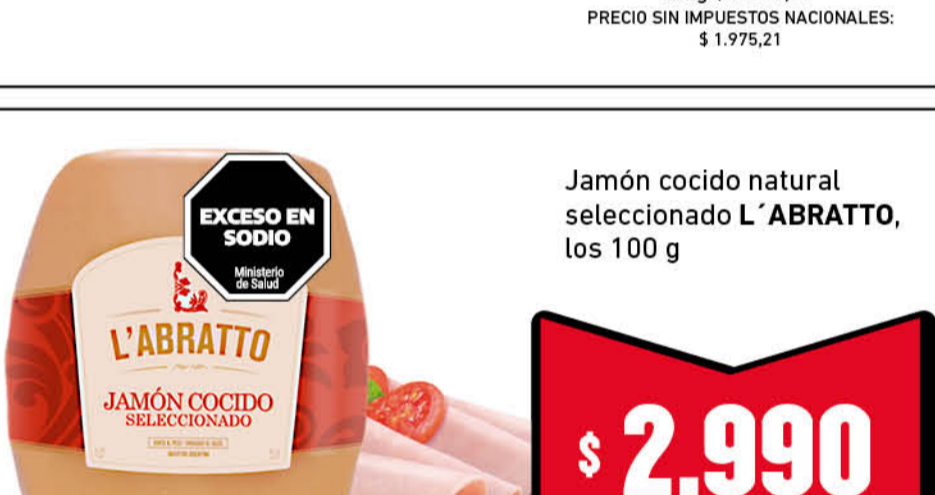 PRECIO SIN IMPUESTOS NACIONALES:
$ 1.975,21
EXCESO EN
SODIO
Ministerio
de Salud
L'ABRATTO
JAMÓN COCIDO
SELECCIONADO
Jamón cocido natural
seleccionado L´ABRATTO,
los 100 g
$ 2.990